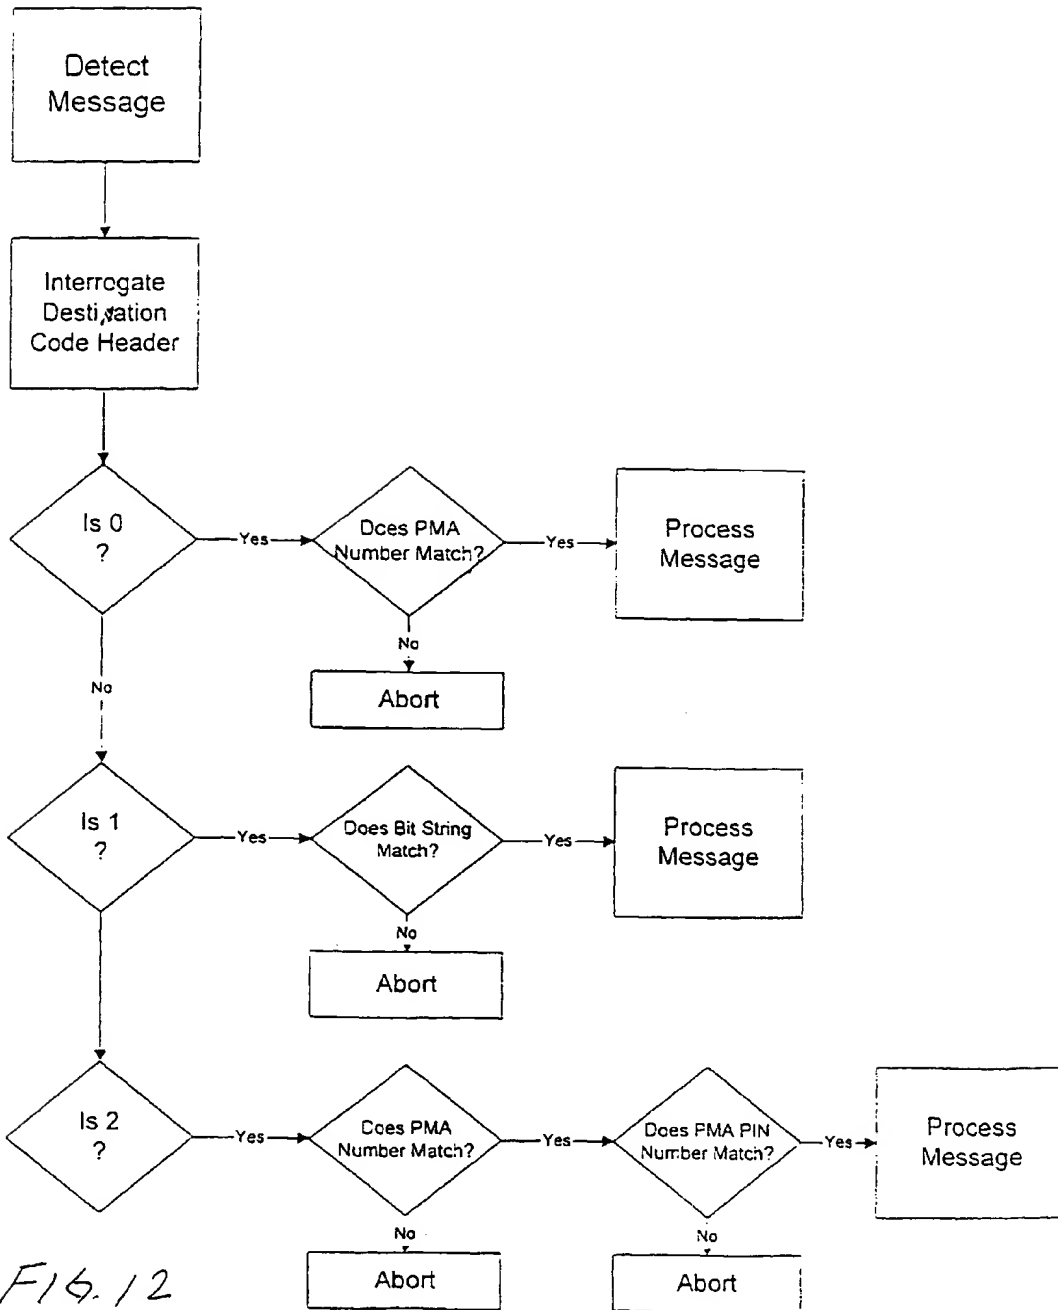 Detect
Message
Interrogate
Destination
Code Header
Is 0
?
Yes
Does PMA
Number Match?
Yes
Process
Message
No
Abort
No
Is 1
?
Yes
Does Bit String
Match?
Yes
Process
Message
No
Abort
Is 2
?
Yes
Does PMA
Number Match?
Yes
Does PMA PIN
Number Match?
Yes
Process
Message
No
Abort
No
Abort
FIG. 12